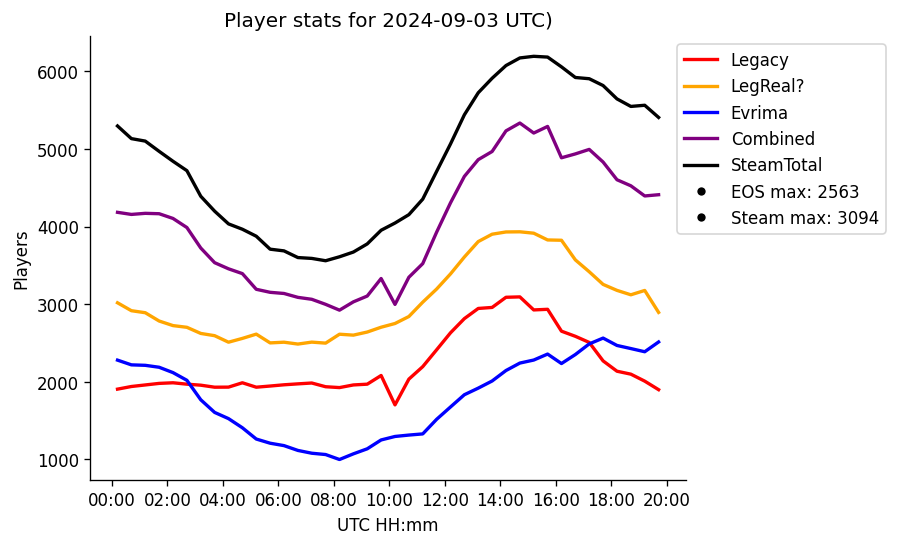 Player stats for 2024-09-03 UTC)
Legacy
LegReal?
Evrima
Combined
SteamTotal
EOS max: 2563
Steam max: 3094
Players
6000
5000
4000
3000
2000
1000
00:00 02:00 04:00 06:00 08:00 10:00 12:00 14:00 16:00 18:00 20:00
UTC HH:mm